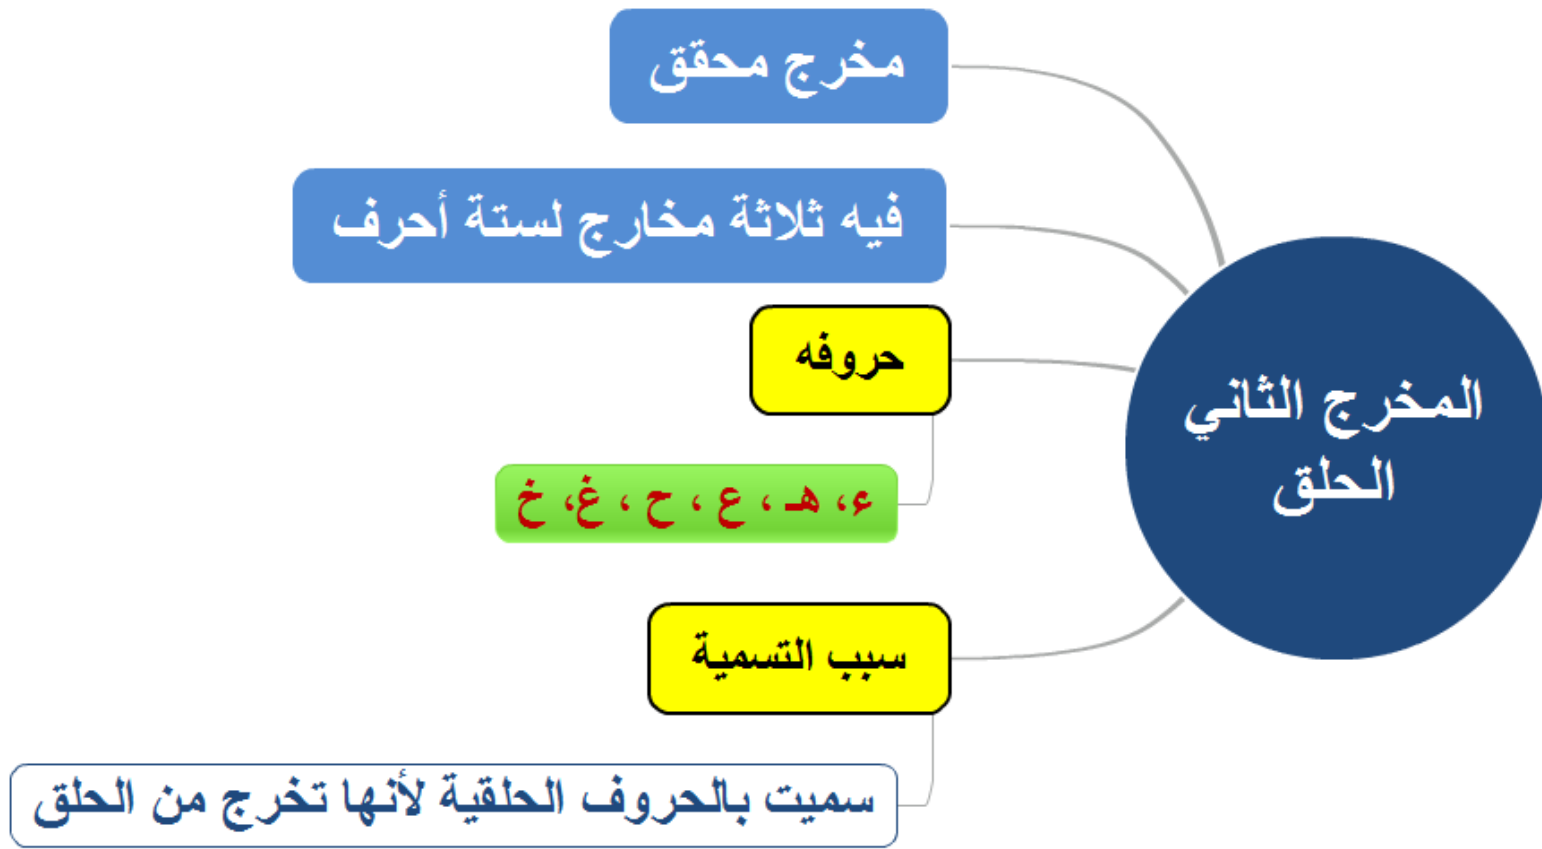 المخرج الثاني
الحلق
مخرج محقق
فيه ثلاثة مخارج لستة أحرف
حروفه
ء، هـ ، ع ، ح ، غ، خ
سبب التسمية
سميت بالحروف الحلقية لأنها تخرج من الحلق